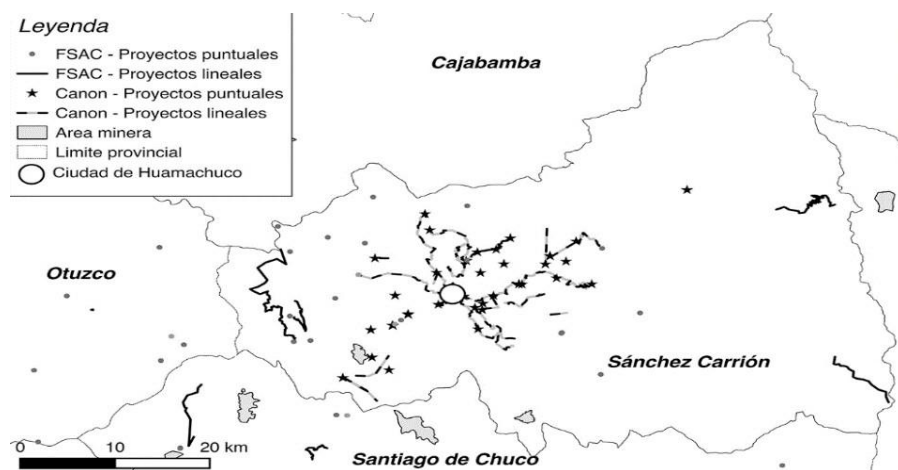 Leyenda
FSAC - Proyectos puntuales
FSAC - Proyectos lineales
Canon - Proyectos puntuales
Canon - Proyectos lineales
Area minera
Limite provincial
Ciudad de Huamachuco
Cajabamba
Otuzco
Sánchez Carrión
Santiago de Chuco
0 10 20 km